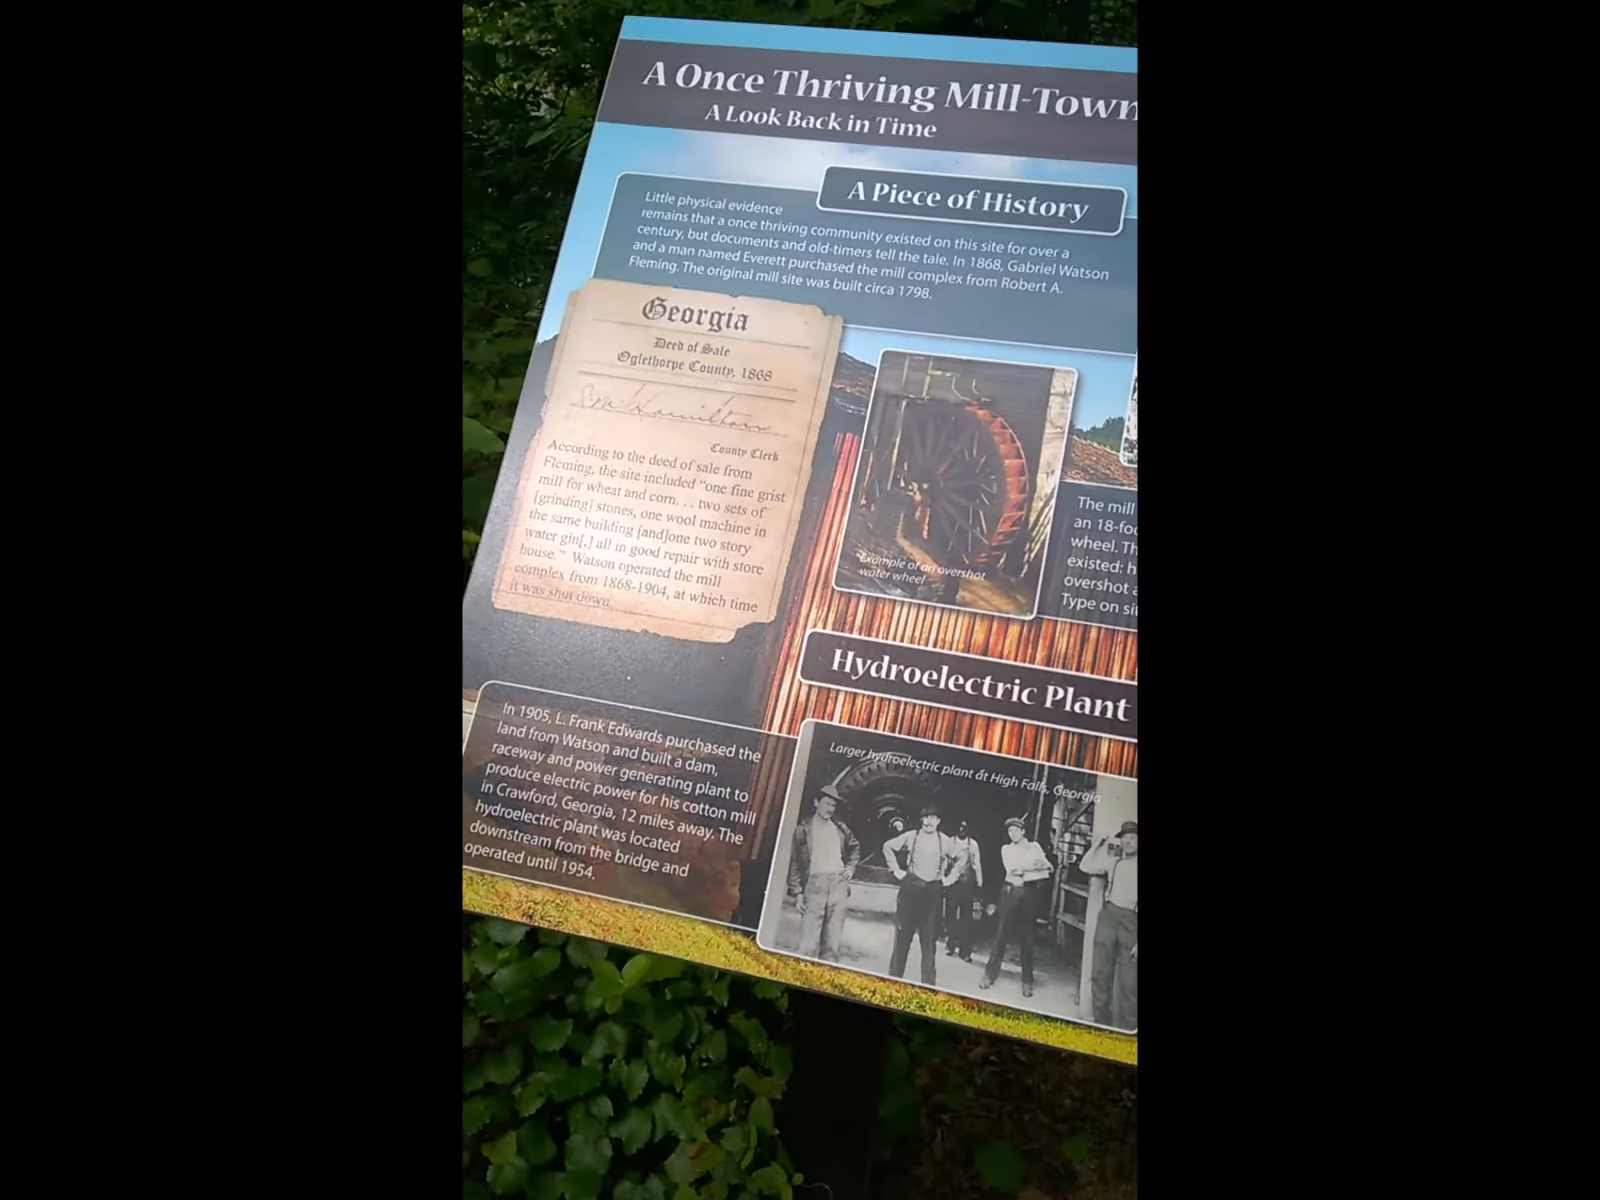 A Once Thriving Mill-Town
A Look Back in Time
A Piece of History
Little physical evidence
remains that a once thriving community existed on this site for over a
century, but documents and old-timers tell the tale. In 1868, Gabriel Watson
and a man named Everett purchased the mill complex from Robert A.
Fleming. The original mill site was built circa 1798.
Georgia
Deed of Sale
Oglethorpe County, 1868
Hamilton
County Clerk
According to the deed of sale from
Fleming, the site included "one fine grist
mill for wheat and corn. . . two sets of
[grinding] stones, one wool machine in
the same building [and]one two story
water gin[,] all in good repair with store
house." Watson operated the mill
complex from 1868-1904, at which time
it was shut down.
Example of an overshot
water wheel
The mill
an 18-foo
wheel. Th
existed: h
overshot a
Type on sit
Hydroelectric Plant
In 1905, L. Frank Edwards purchased the
land from Watson and built a dam,
raceway and power generating plant to
produce electric power for his cotton mill
in Crawford, Georgia, 12 miles away. The
hydroelectric plant was located
downstream from the bridge and
operated until 1954.
Larger hydroelectric plant at High Falls, Georgia